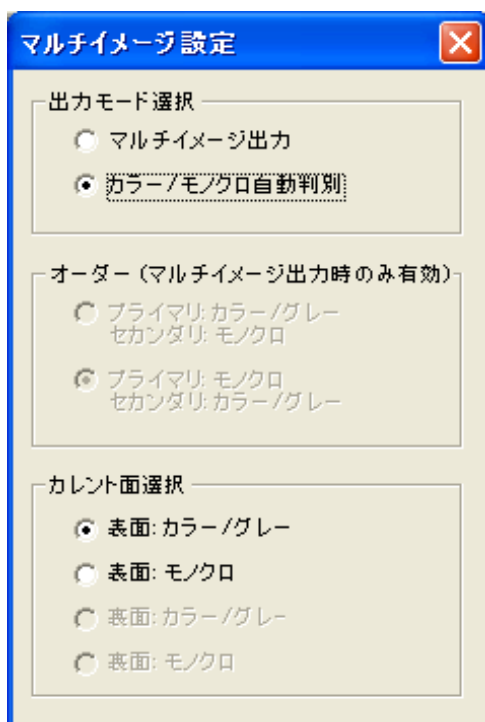 マルチイメージ設定
出力モード選択
マルチイメージ出力
カラー/モノクロ自動判別
オーダー(マルチイメージ出力時のみ有効)
プライマリ:カラー/グレー
セカンダリ:モノクロ
プライマリ:モノクロ
セカンダリ:カラー/グレー
カレント面選択
表面:カラー/グレー
表面:モノクロ
裏面:カラー/グレー
裏面:モノクロ